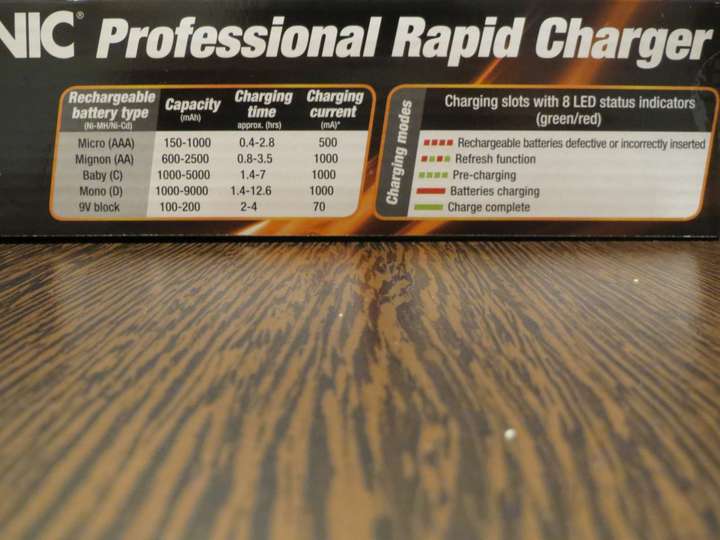 NIC® Professional Rapid Charger
Rechargeable battery type (Ni-MH/Ni-Cd) Capacity (mAh) Charging time approx. (hrs) Charging current (mA)*
Micro (AAA) 150-1000 0.4-2.8 500
Mignon (AA) 600-2500 0.8-3.5 1000
Baby (C) 1000-5000 1.4-7 1000
Mono (D) 1000-9000 1.4-12.6 1000
9V block 100-200 2-4 70
Charging modes
Charging slots with 8 LED status indicators
(green/red)
Rechargeable batteries defective or incorrectly inserted
Refresh function
Pre-charging
Batteries charging
Charge complete